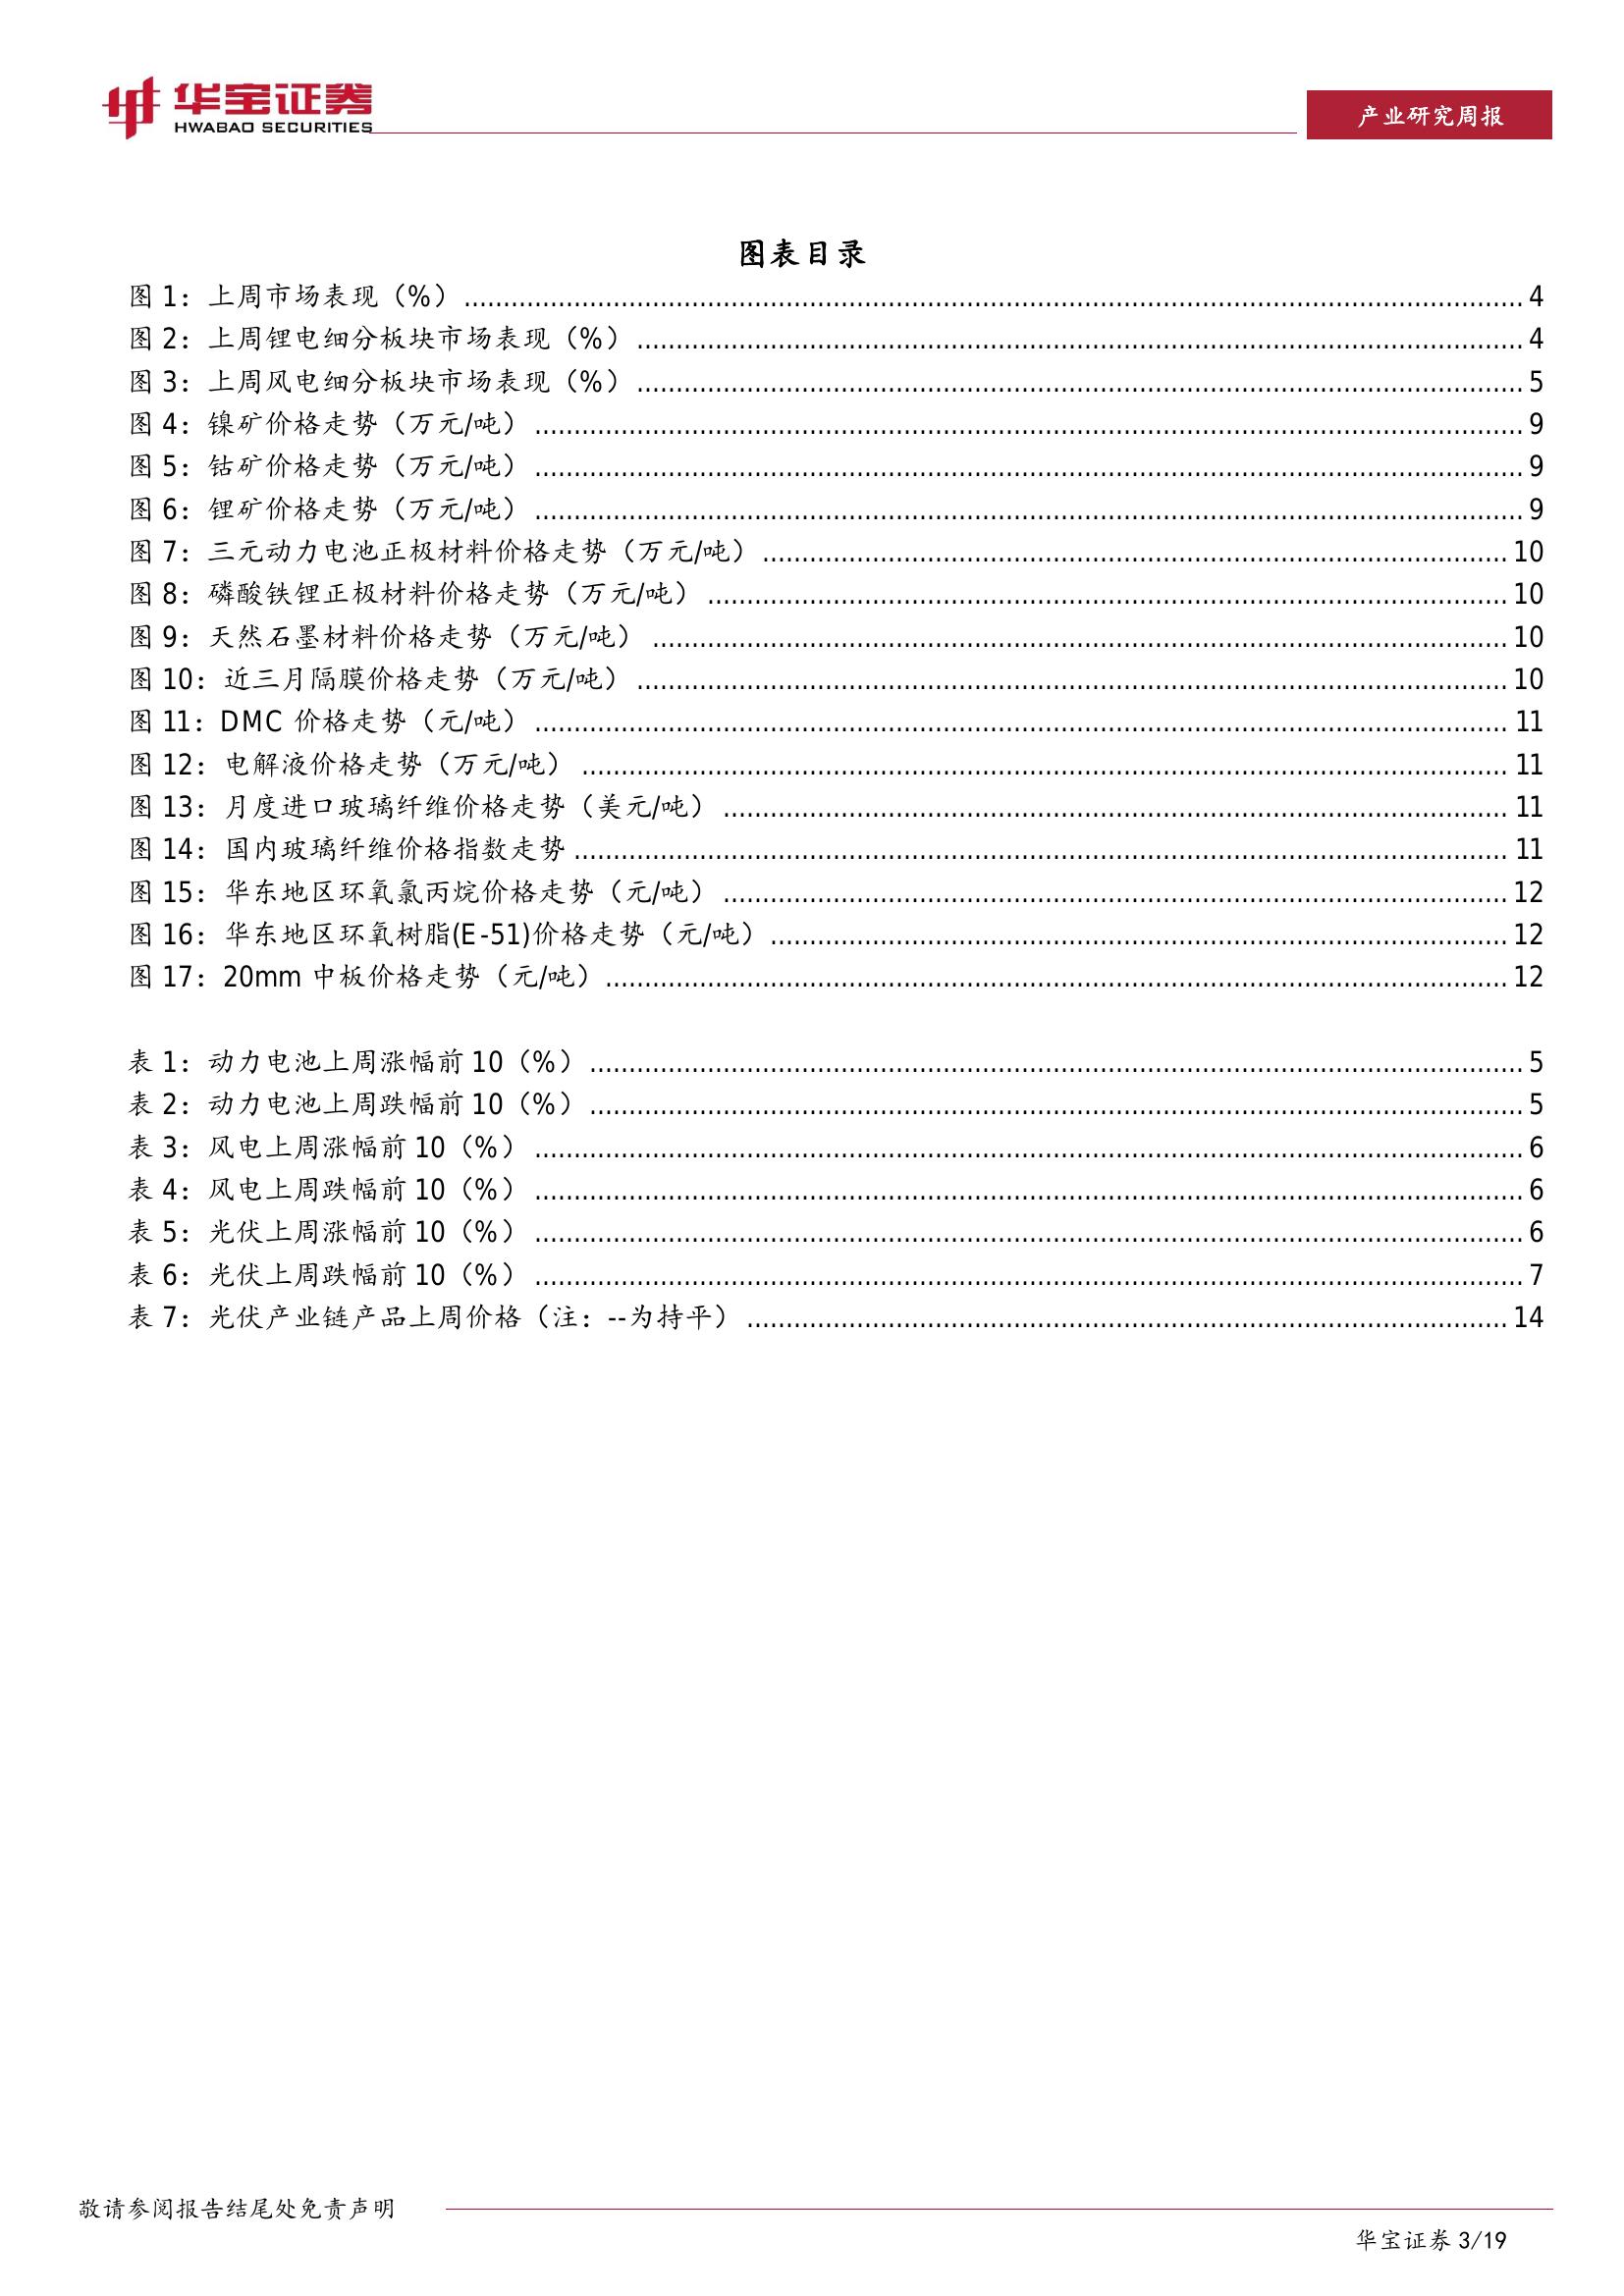 华宝证券
HWABAO SECURITIES
产业研究周报
图表目录
图 1：上周市场表现（%）........ 4
图 2：上周锂电细分板块市场表现（%）........ 4
图 3：上周风电细分板块市场表现（%）........ 5
图 4：镍矿价格走势（万元/吨）........ 9
图 5：钴矿价格走势（万元/吨）........ 9
图 6：锂矿价格走势（万元/吨）........ 9
图 7：三元动力电池正极材料价格走势（万元/吨）........ 10
图 8：磷酸铁锂正极材料价格走势（万元/吨）........ 10
图 9：天然石墨材料价格走势（万元/吨）........ 10
图 10：近三月隔膜价格走势（万元/吨）........ 10
图 11：DMC 价格走势（元/吨）........ 11
图 12：电解液价格走势（万元/吨）........ 11
图 13：月度进口玻璃纤维价格走势（美元/吨）........ 11
图 14：国内玻璃纤维价格指数走势........ 11
图 15：华东地区环氧氯丙烷价格走势（元/吨）........ 12
图 16：华东地区环氧树脂(E-51)价格走势（元/吨）........ 12
图 17：20mm 中板价格走势（元/吨）........ 12
表 1：动力电池上周涨幅前 10（%）........ 5
表 2：动力电池上周跌幅前 10（%）........ 5
表 3：风电上周涨幅前 10（%）........ 6
表 4：风电上周跌幅前 10（%）........ 6
表 5：光伏上周涨幅前 10（%）........ 6
表 6：光伏上周跌幅前 10（%）........ 7
表 7：光伏产业链产品上周价格（注：--为持平）........ 14
敬请参阅报告结尾处免责声明
华宝证券 3/19